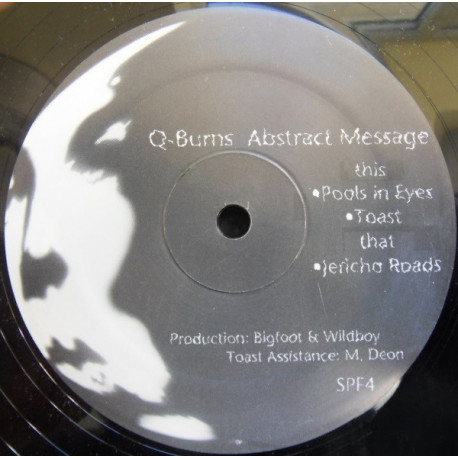 Q-Burns Abstract Message
this
•Pools in Eyes
•Toast
that
•Jericho Roads
Production: Bigfoot & Wildboy
Toast Assistance: M. Deon
SPF4